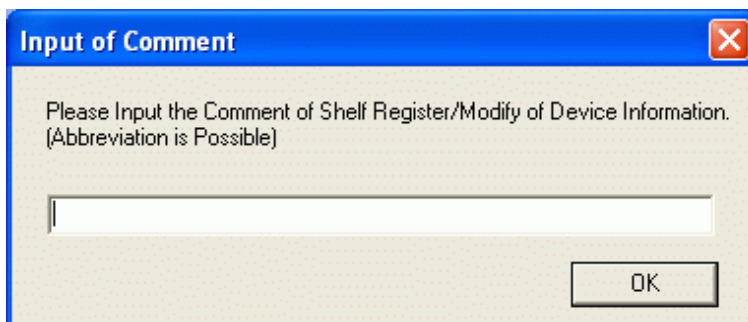 Input of Comment
Please Input the Comment of Shelf Register/Modify of Device Information.
(Abbreviation is Possible)
OK